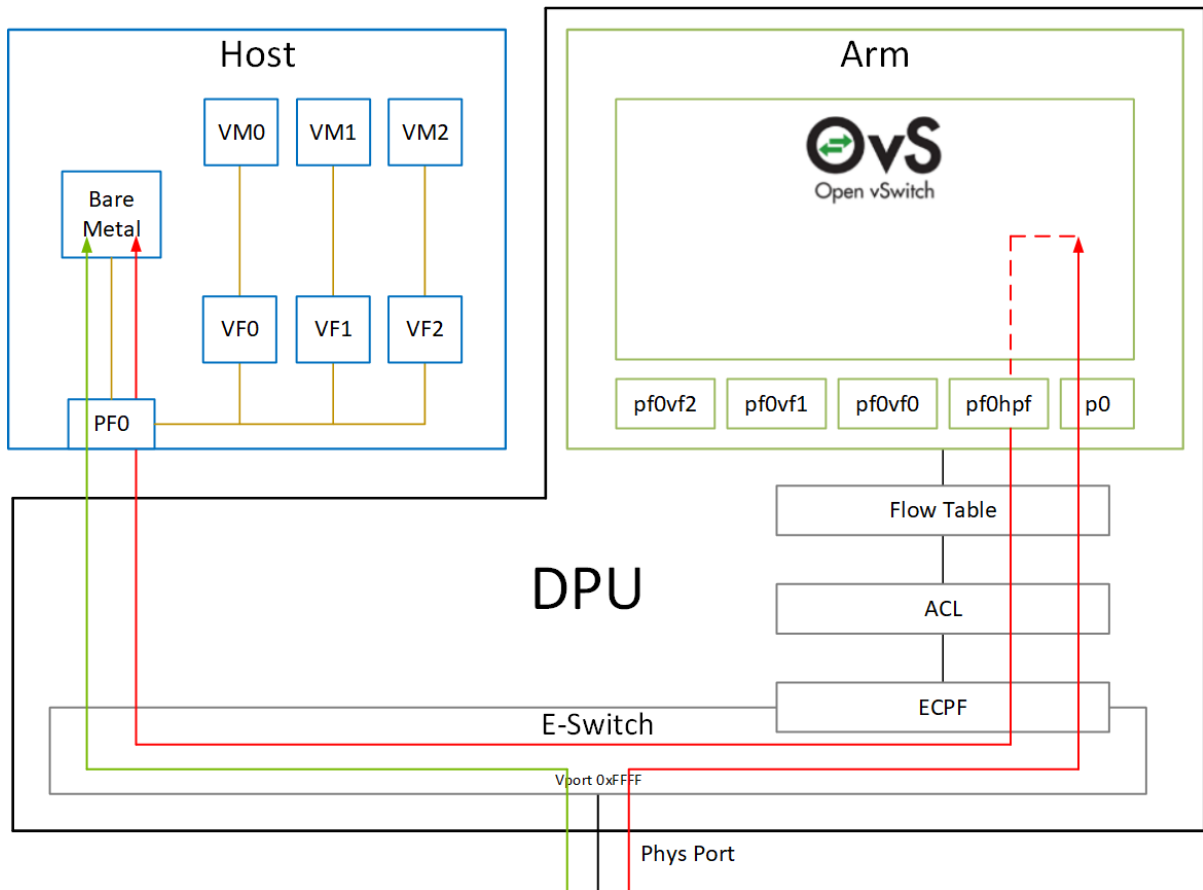 Host
VM0
VM1
VM2
Bare
Metal
VF0
VF1
VF2
PF0
Arm
OvS
Open vSwitch
pf0vf2
pf0vf1
pf0vf0
pf0hpf
p0
Flow Table
DPU
ACL
ECPF
E-Switch
Vport 0xFFFF
Phys Port